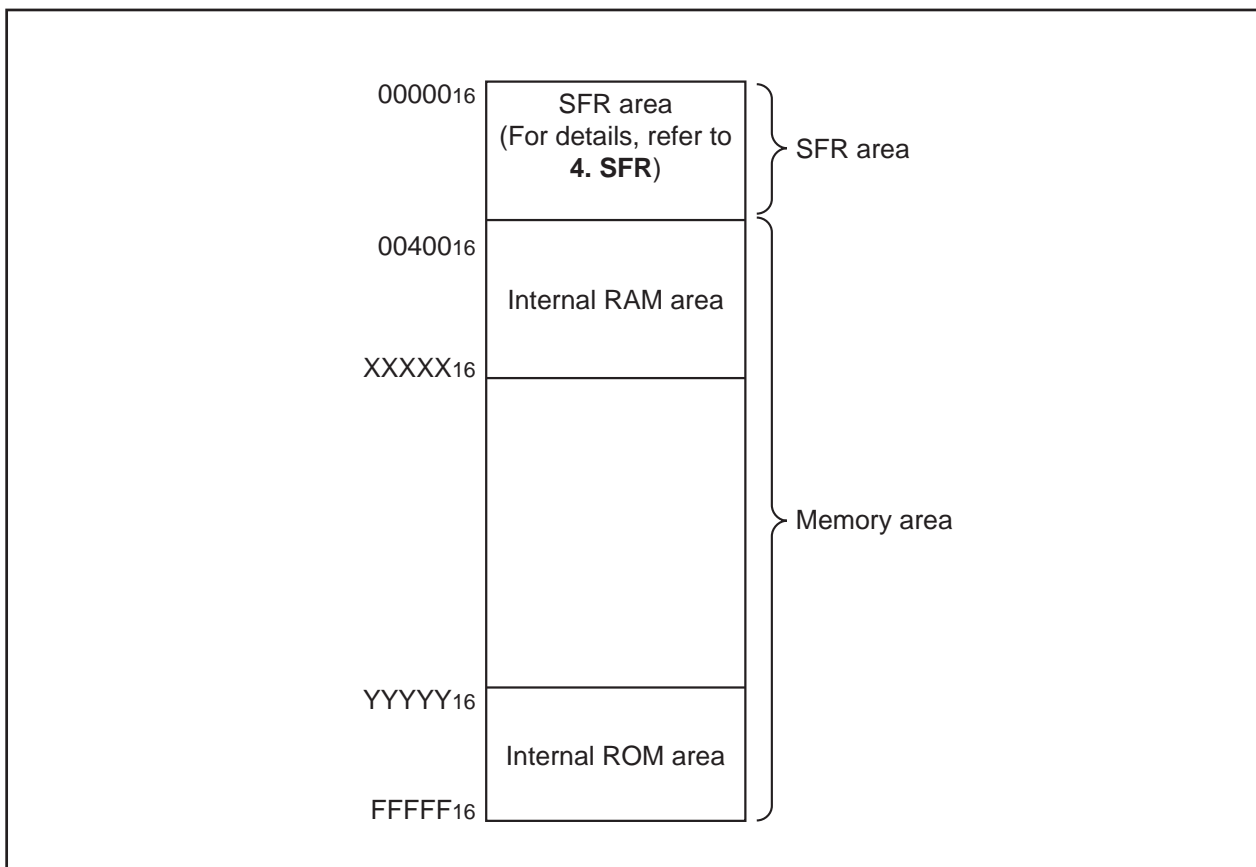 0000016
SFR area
(For details, refer to
4. SFR)
SFR area
0040016
Internal RAM area
XXXXX16
Memory area
YYYYY16
Internal ROM area
FFFFF16